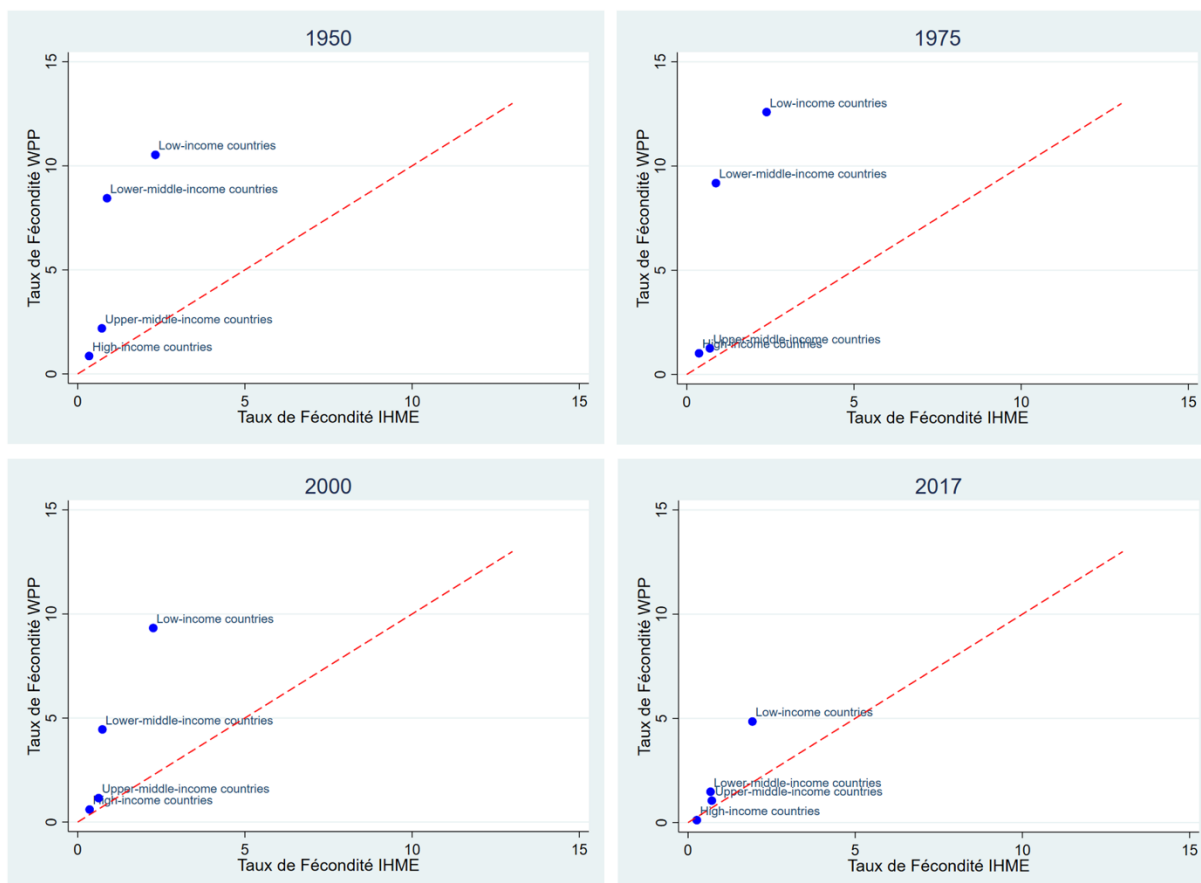 1950
15
10
5
0
Taux de Fécondité WPP
Low-income countries
Lower-middle-income countries
Upper-middle-income countries
High-income countries
0
5
10
15
Taux de Fécondité IHME
1975
15
10
5
0
Taux de Fécondité WPP
Low-income countries
Lower-middle-income countries
Upper-middle-income countries
High-income countries
0
5
10
15
Taux de Fécondité IHME
2000
15
10
5
0
Taux de Fécondité WPP
Low-income countries
Lower-middle-income countries
Upper-middle-income countries
High-income countries
0
5
10
15
Taux de Fécondité IHME
2017
15
10
5
0
Taux de Fécondité WPP
Low-income countries
Lower-middle-income countries
Upper-middle-income countries
High-income countries
0
5
10
15
Taux de Fécondité IHME